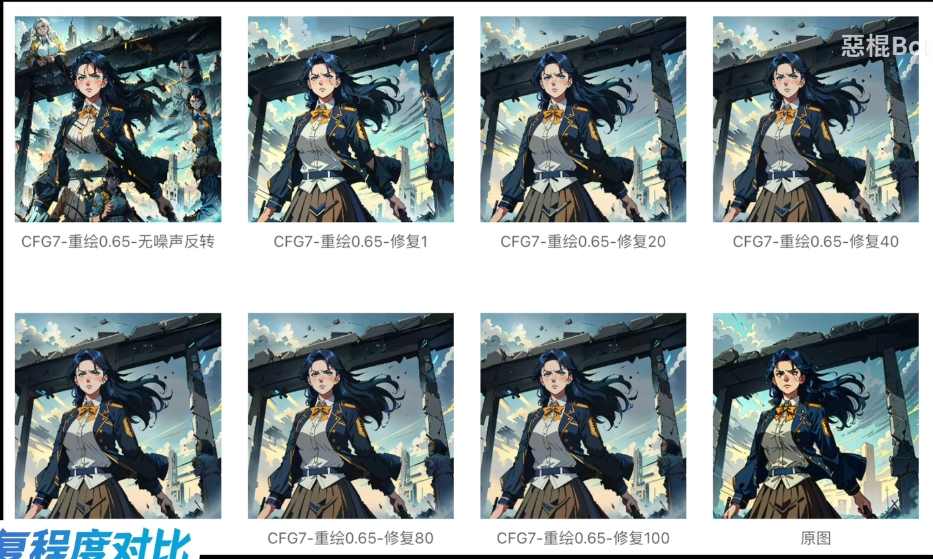 惡棍Bo
CFG7-重绘0.65-无噪声反转
CFG7-重绘0.65-修复1
CFG7-重绘0.65-修复20
CFG7-重绘0.65-修复40
CFG7-重绘0.65-修复80
CFG7-重绘0.65-修复100
原图
复程度对比